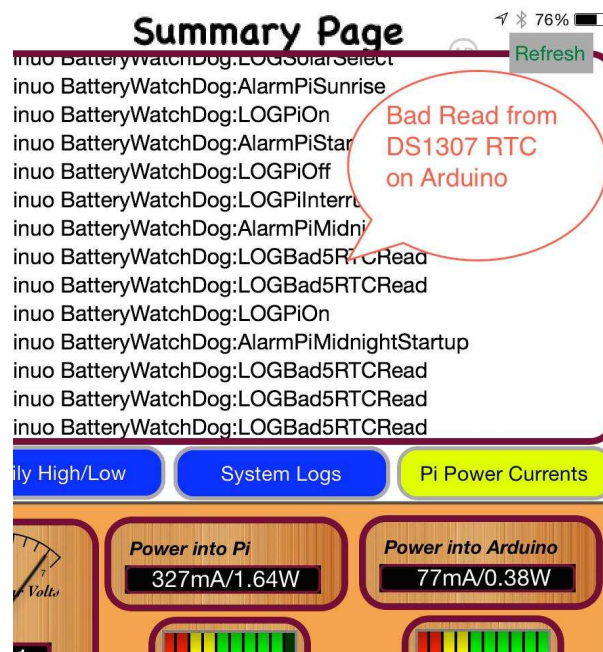 Summary Page
76%
Refresh
inuo BatteryWatchDog:LOGSolarSelect
inuo BatteryWatchDog:AlarmPiSunrise
inuo BatteryWatchDog:LOGPiOn
inuo BatteryWatchDog:AlarmPiStar
inuo BatteryWatchDog:LOGPiOff
inuo BatteryWatchDog:LOGPiInterru
inuo BatteryWatchDog:AlarmPiMidni
inuo BatteryWatchDog:LOGBad5RTCRead
inuo BatteryWatchDog:LOGBad5RTCRead
inuo BatteryWatchDog:LOGPiOn
inuo BatteryWatchDog:AlarmPiMidnightStartup
inuo BatteryWatchDog:LOGBad5RTCRead
inuo BatteryWatchDog:LOGBad5RTCRead
inuo BatteryWatchDog:LOGBad5RTCRead
Bad Read from
DS1307 RTC
on Arduino
ily High/Low
System Logs
Pi Power Currents
7
Volts
Power into Pi
327mA/1.64W
Power into Arduino
77mA/0.38W